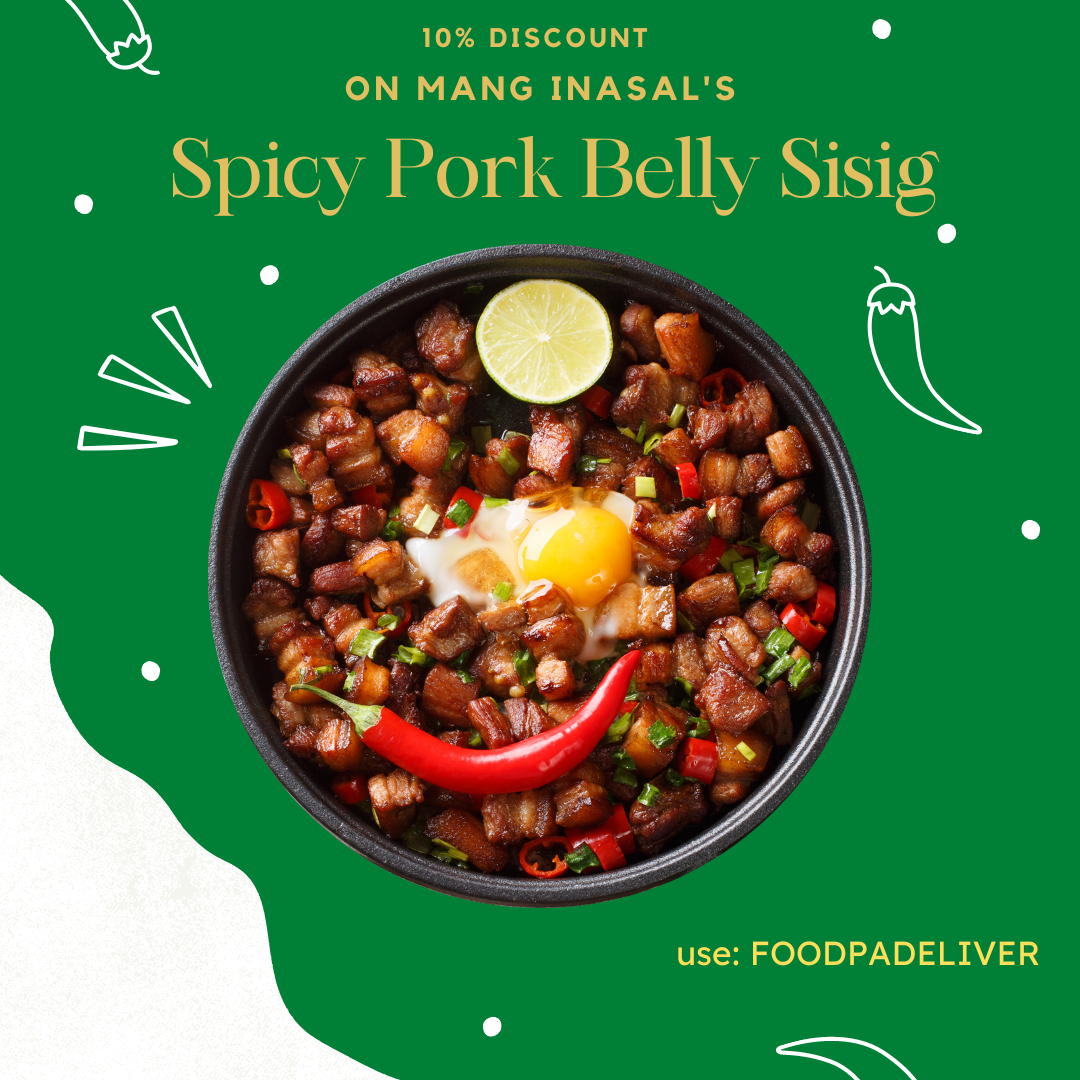 10% DISCOUNT
ON MANG INASAL'S
Spicy Pork Belly Sisig
use: FOODPADELIVER